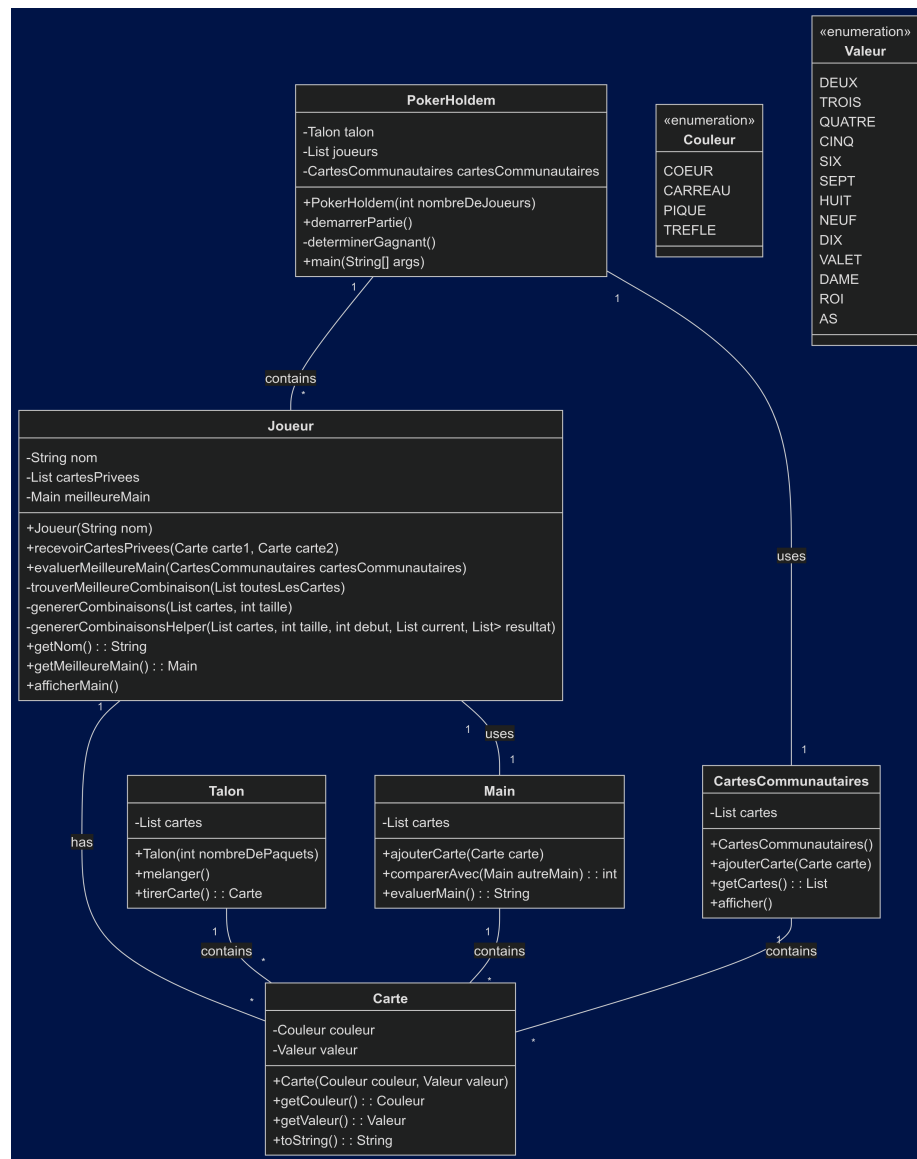 «enumeration»
Valeur
DEUX
TROIS
QUATRE
CINQ
SIX
SEPT
HUIT
NEUF
DIX
VALET
DAME
ROI
AS
PokerHoldem
-Talon talon
-List joueurs
-CartesCommunautaires cartesCommunautaires
+PokerHoldem(int nombreDeJoueurs)
+demarrerPartie()
-determinerGagnant()
+main(String[] args)
«enumeration»
Couleur
COEUR
CARREAU
PIQUE
TREFLE
1
1
contains
*
Joueur
-String nom
-List cartesPrivees
-Main meilleureMain
+Joueur(String nom)
+recevoirCartesPrivees(Carte carte1, Carte carte2)
+evaluerMeilleureMain(CartesCommunautaires cartesCommunautaires)
-trouverMeilleureCombinaison(List toutesLesCartes)
-genererCombinaisons(List cartes, int taille)
-genererCombinaisonsHelper(List cartes, int taille, int debut, List current, List> resultat)
+getNom() : : String
+getMeilleureMain() : : Main
+afficherMain()
uses
1
1
uses
1
1
has
Talon
-List cartes
+Talon(int nombreDePaquets)
+melanger()
+tirerCarte() : : Carte
Main
-List cartes
+ajouterCarte(Carte carte)
+comparerAvec(Main autreMain) : : int
+evaluerMain() : : String
CartesCommunautaires
-List cartes
+CartesCommunautaires()
+ajouterCarte(Carte carte)
+getCartes() : : List
+afficher()
1
contains
*
1
contains
*
1
contains
*
*
Carte
-Couleur couleur
-Valeur valeur
+Carte(Couleur couleur, Valeur valeur)
+getCouleur() : : Couleur
+getValeur() : : Valeur
+toString() : : String